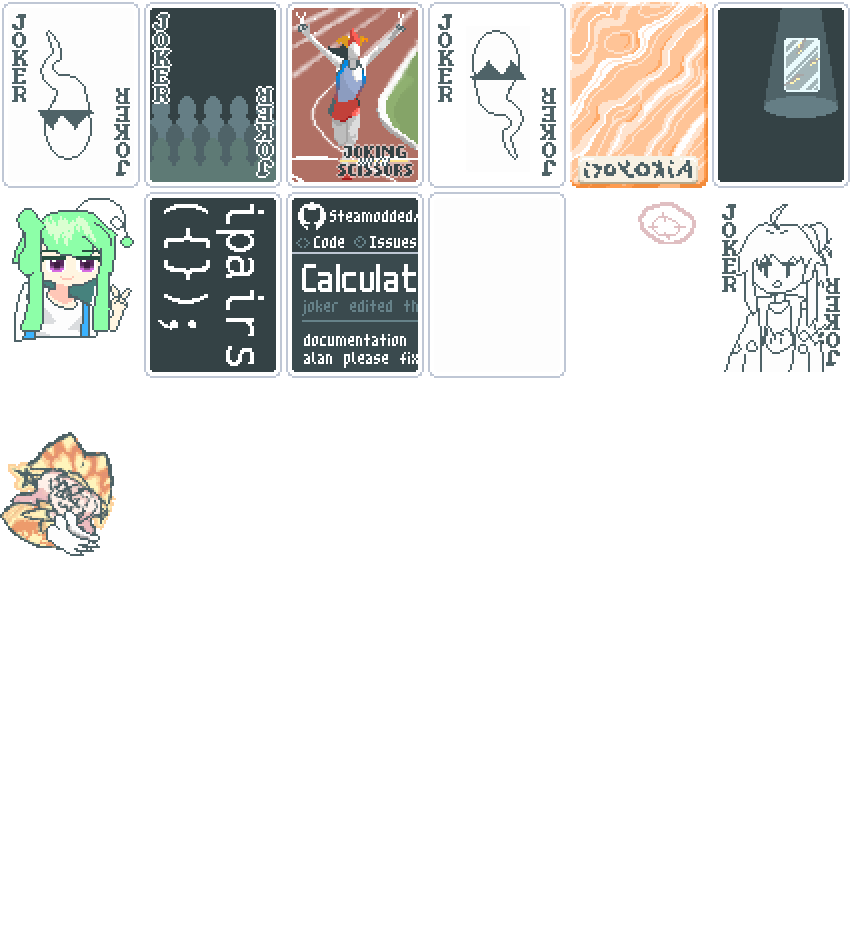 JOKER
JOKER
JOKER
JOKER
JOKING
SCISSORS
JOKER
JOKER
ipairs
({});
Steamodded/
Code Issues
Calculat
joker edited th
documentation
alan please fix
JOKER
JOKER